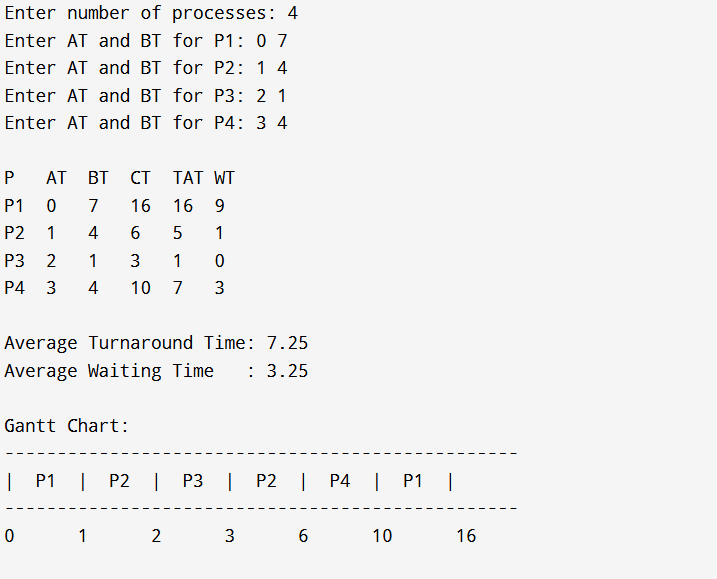 Enter number of processes: 4
Enter AT and BT for P1: 0 7
Enter AT and BT for P2: 1 4
Enter AT and BT for P3: 2 1
Enter AT and BT for P4: 3 4

P   AT  BT  CT  TAT WT
P1  0   7   16  16  9
P2  1   4   6   5   1
P3  2   1   3   1   0
P4  3   4   10  7   3

Average Turnaround Time: 7.25
Average Waiting Time   : 3.25

Gantt Chart:
-------------------------------------------------
|  P1  |  P2  |  P3  |  P2  |  P4  |  P1  |
-------------------------------------------------
0      1      2      3      6      10      16